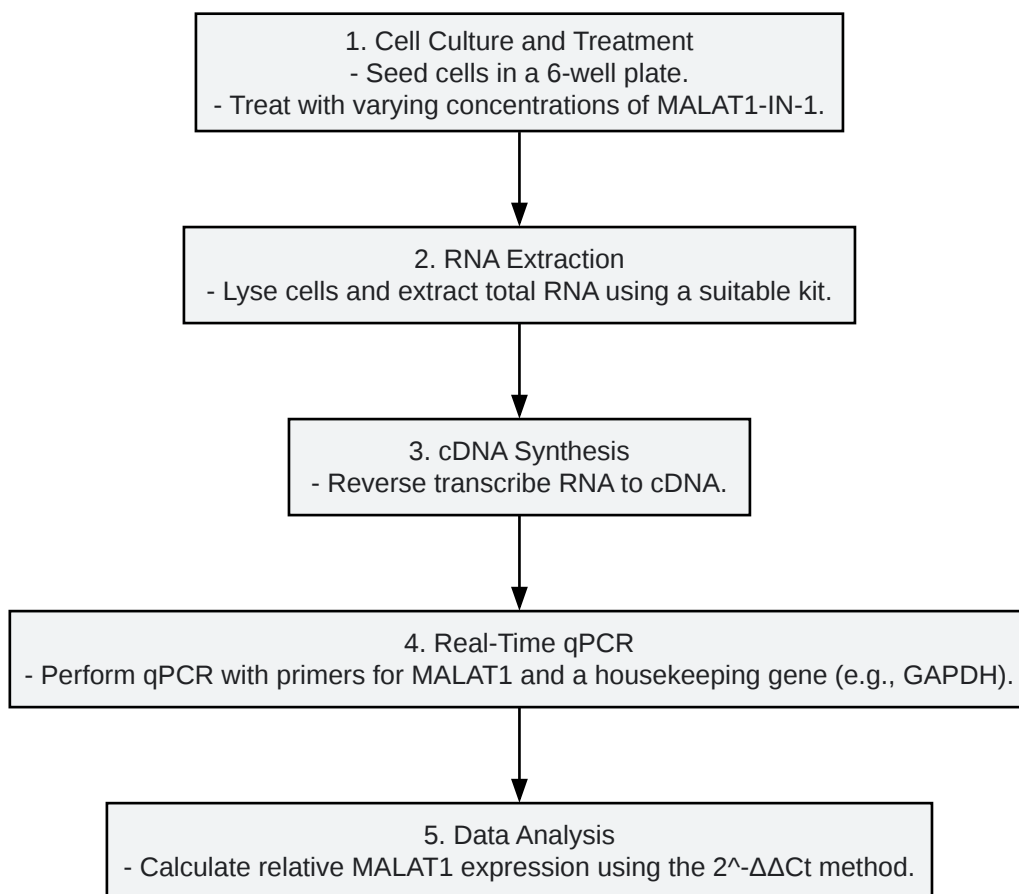 1. Cell Culture and Treatment
- Seed cells in a 6-well plate.
- Treat with varying concentrations of MALAT1-IN-1.
2. RNA Extraction
- Lyse cells and extract total RNA using a suitable kit.
3. cDNA Synthesis
- Reverse transcribe RNA to cDNA.
4. Real-Time qPCR
- Perform qPCR with primers for MALAT1 and a housekeeping gene (e.g., GAPDH).
5. Data Analysis
- Calculate relative MALAT1 expression using the 2^-ΔΔCt method.